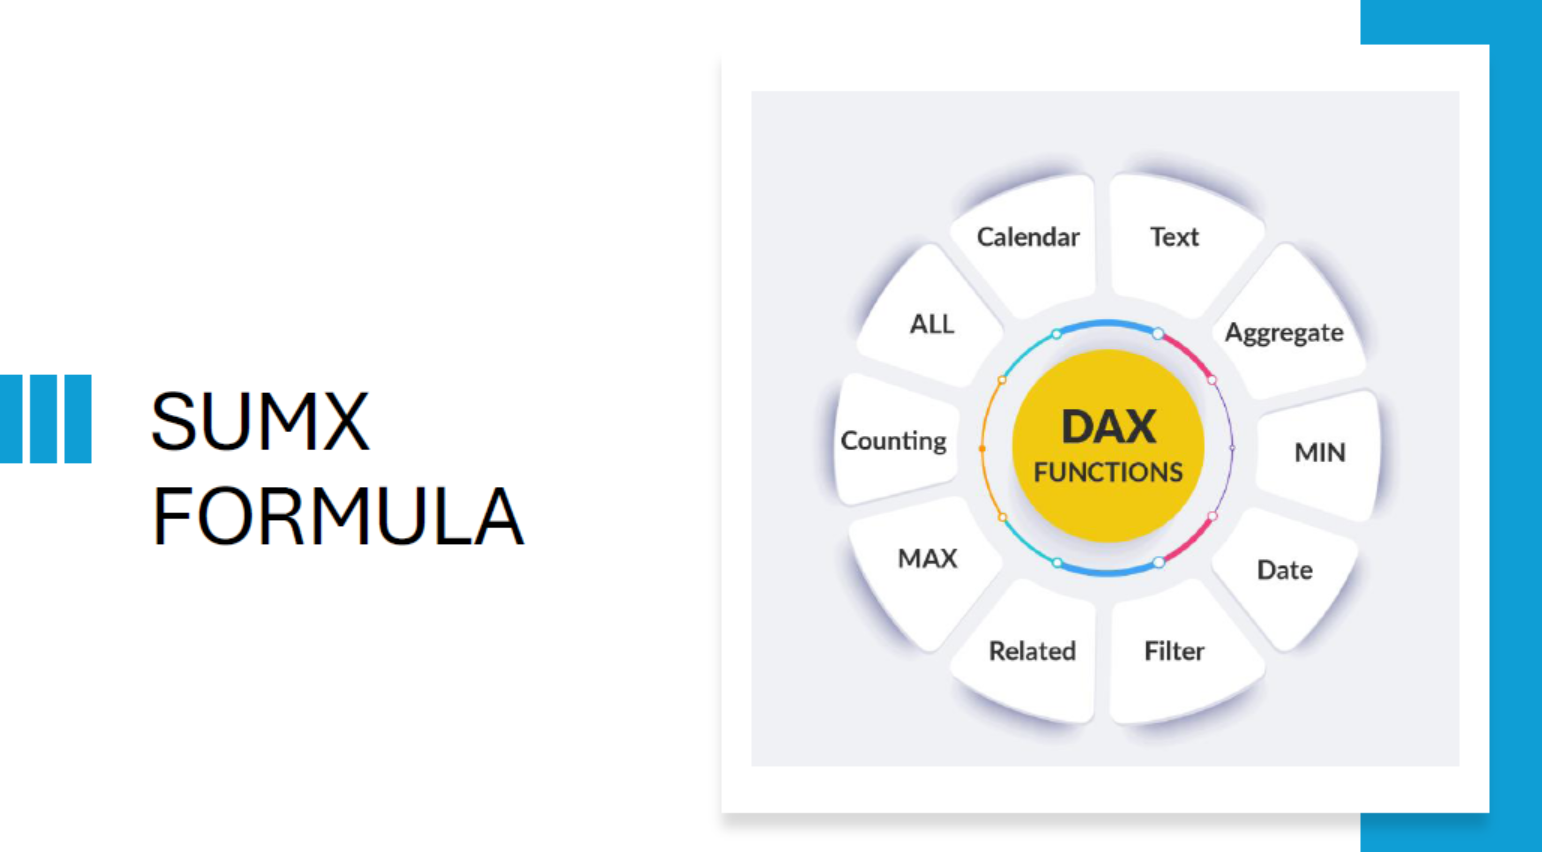 SUMX
FORMULA
Calendar
Text
ALL
Aggregate
Counting
DAX
FUNCTIONS
MIN
MAX
Date
Related
Filter